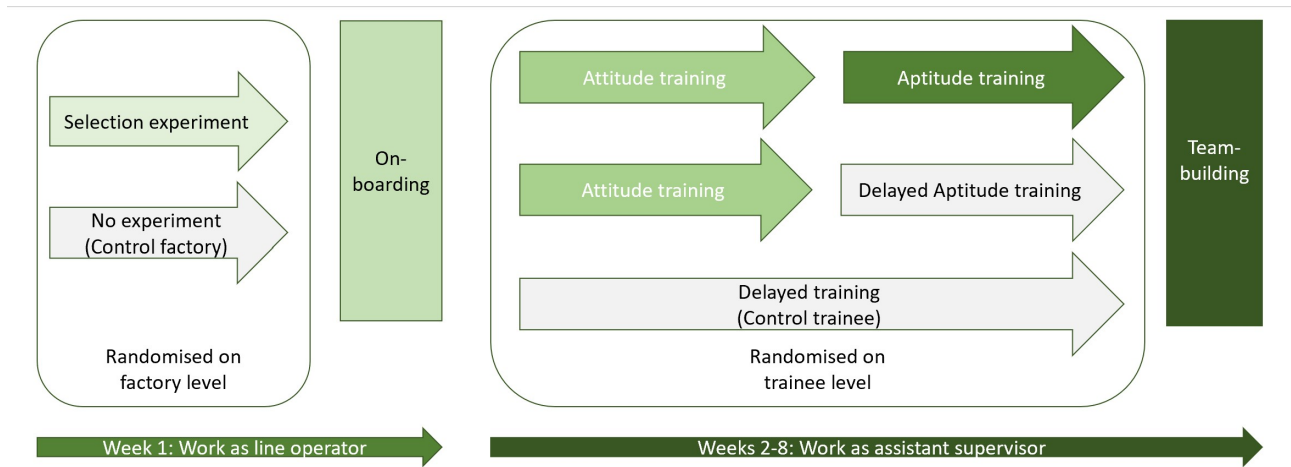 Selection experiment
No experiment
(Control factory)
Randomised on
factory level
On-
boarding
Attitude training
Aptitude training
Attitude training
Delayed Aptitude training
Delayed training
(Control trainee)
Randomised on
trainee level
Team-
building
Week 1: Work as line operator
Weeks 2-8: Work as assistant supervisor